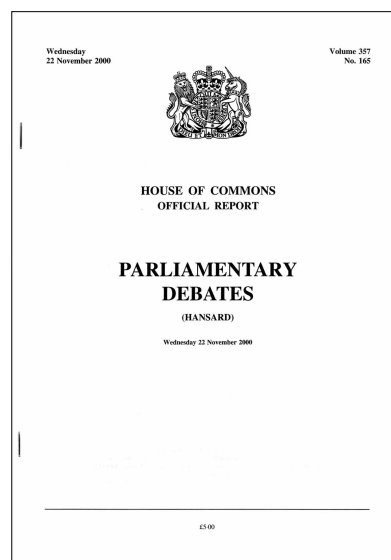 Wednesday
22 November 2000
Volume 357
No. 165
HOUSE OF COMMONS
OFFICIAL REPORT
PARLIAMENTARY
DEBATES
(HANSARD)
Wednesday 22 November 2000
£5·00